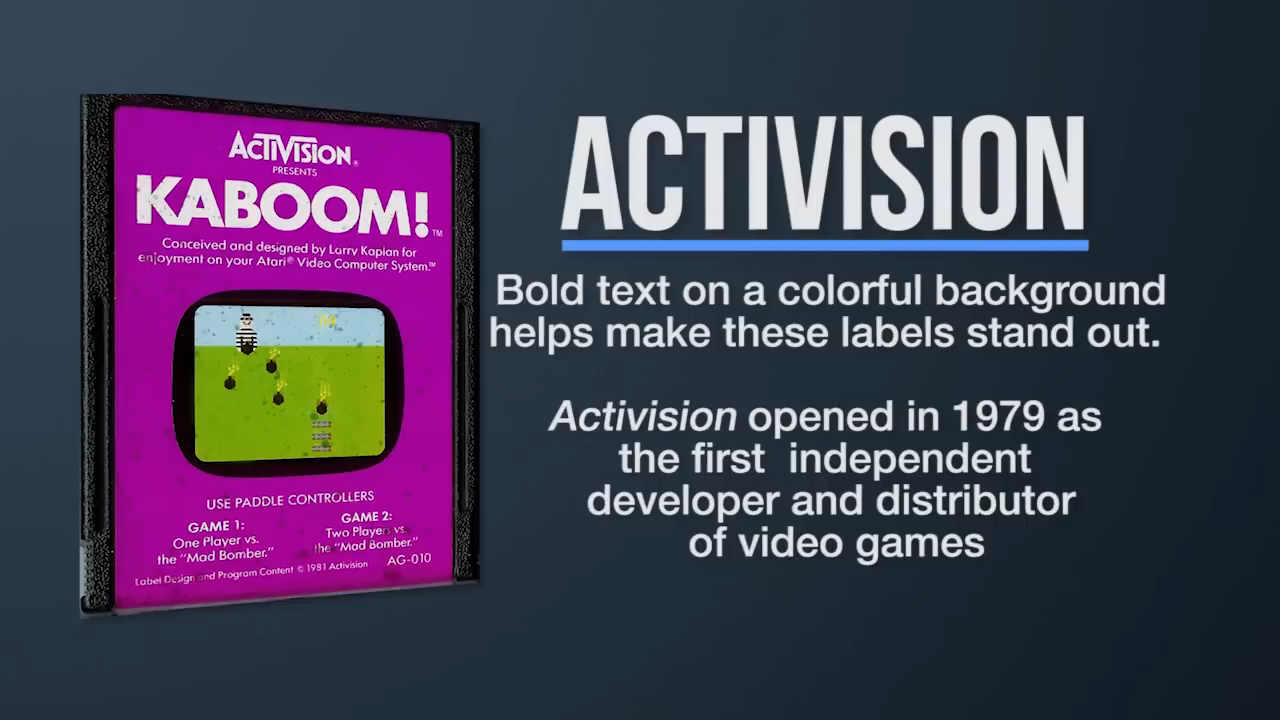 ACTIVISION
PRESENTS
KABOOM!™
Conceived and designed by Larry Kaplan for
enjoyment on your Atari® Video Computer System.™
USE PADDLE CONTROLLERS
GAME 1:
One Player vs.
the “Mad Bomber.”
GAME 2:
Two Players vs.
the “Mad Bomber.”
Label Design and Program Content © 1981 Activision
AG-010
ACTIVISION
Bold text on a colorful background
helps make these labels stand out.
Activision opened in 1979 as
the first independent
developer and distributor
of video games